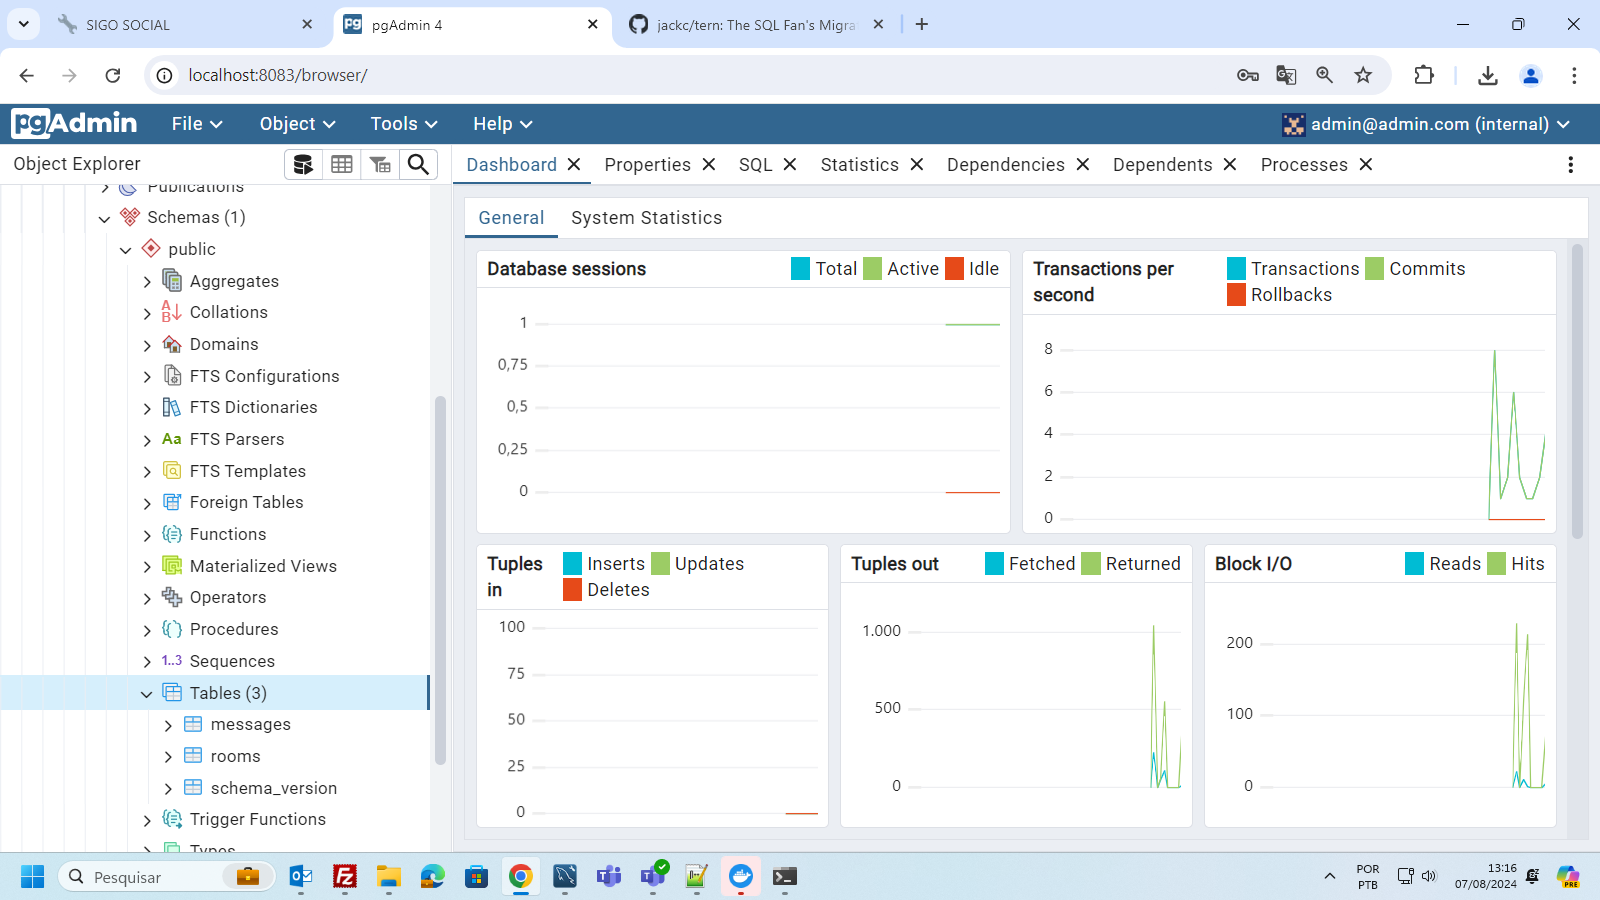 SIGO SOCIAL
pgAdmin 4
jackc/tern: The SQL Fan's Migra
localhost:8083/browser/
pgAdmin
File
Object
Tools
Help
admin@admin.com (internal)
Object Explorer
Dashboard
Properties
SQL
Statistics
Dependencies
Dependents
Processes
Publications
Schemas (1)
public
Aggregates
Collations
Domains
FTS Configurations
FTS Dictionaries
Aa FTS Parsers
FTS Templates
Foreign Tables
Functions
Materialized Views
Operators
Procedures
1..3 Sequences
Tables (3)
messages
rooms
schema_version
Trigger Functions
Types
General
System Statistics
Database sessions
Total Active Idle
1
0,75
0,5
0,25
0
Transactions per
second
Transactions Commits
Rollbacks
8
6
4
2
0
Tuples
in
Inserts Updates
Deletes
100
75
50
25
0
Tuples out
Fetched Returned
1.000
500
0
Block I/O
Reads Hits
200
100
0
Pesquisar
POR
PTB
13:16
07/08/2024
PRE